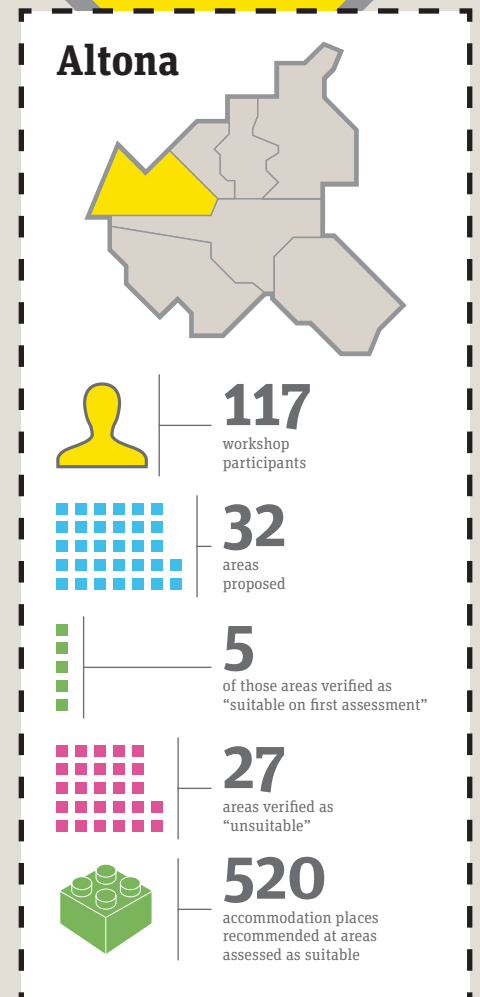 Altona
117
workshop
participants
32
areas
proposed
5
of those areas verified as
“suitable on first assessment”
27
areas verified as
“unsuitable”
520
accommodation places
recommended at areas
assessed as suitable